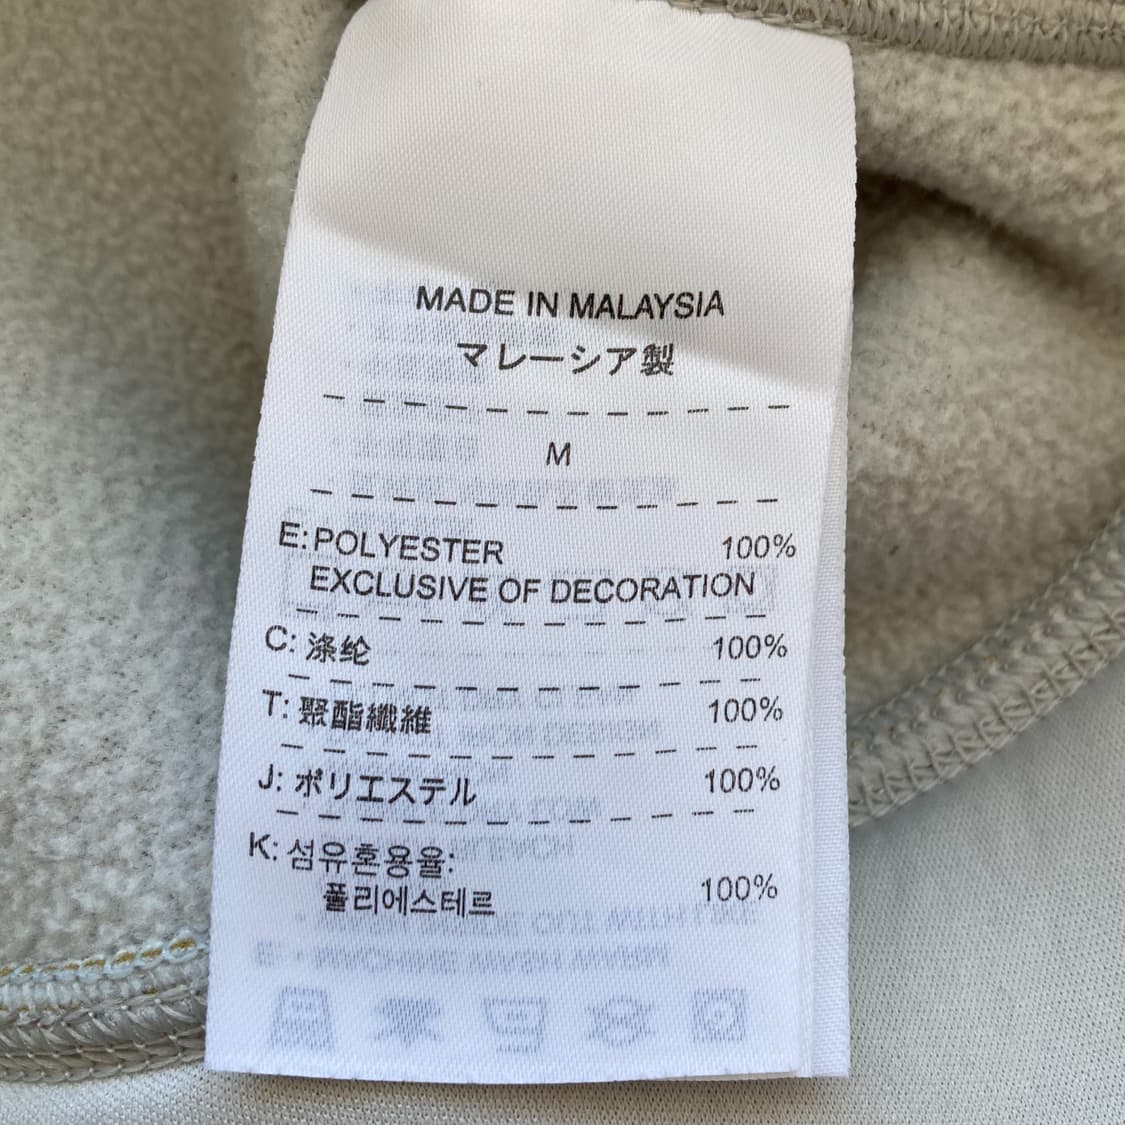 MADE IN MALAYSIA
マレーシア製
M
E: POLYESTER 100%
EXCLUSIVE OF DECORATION
C: 涤纶 100%
T: 聚酯纖維 100%
J: ポリエステル 100%
K: 섬유혼용율:
폴리에스테르 100%